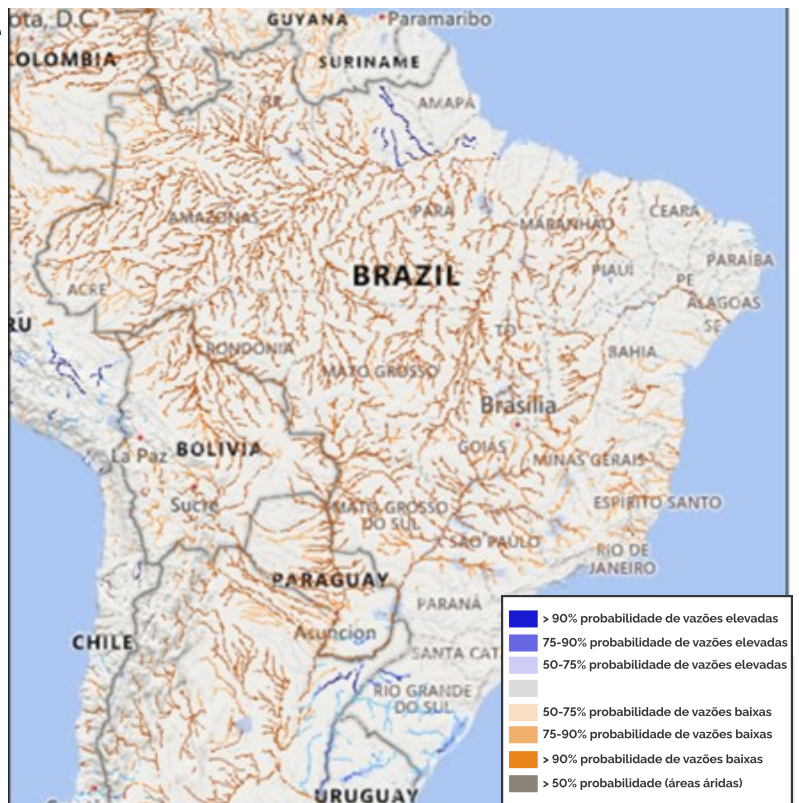 GUYANA
Paramaribo
ota, D.C.
OLOMBIA
SURINAME
RR
AMAPÁ
AMAZONAS
PARÁ
MARANHÃO
CEARÁ
PARAÍBA
PIAUÍ
PE
ALAGOAS
SE
BRAZIL
ACRE
RÚ
TO
BAHIA
RONDÔNIA
MATO GROSSO
Brasília
GOIÁS
La Paz
BOLIVIA
MINAS GERAIS
Sucre
MATO GROSSO
DO SUL
ESPÍRITO SANTO
SÃO PAULO
RIO DE
JANEIRO
PARAGUAY
PARANÁ
Asuncion
CHILE
SANTA CAT
RIO GRANDE
DO SUL
URUGUAY
> 90% probabilidade de vazões elevadas
75-90% probabilidade de vazões elevadas
50-75% probabilidade de vazões elevadas
50-75% probabilidade de vazões baixas
75-90% probabilidade de vazões baixas
> 90% probabilidade de vazões baixas
> 50% probabilidade (áreas áridas)